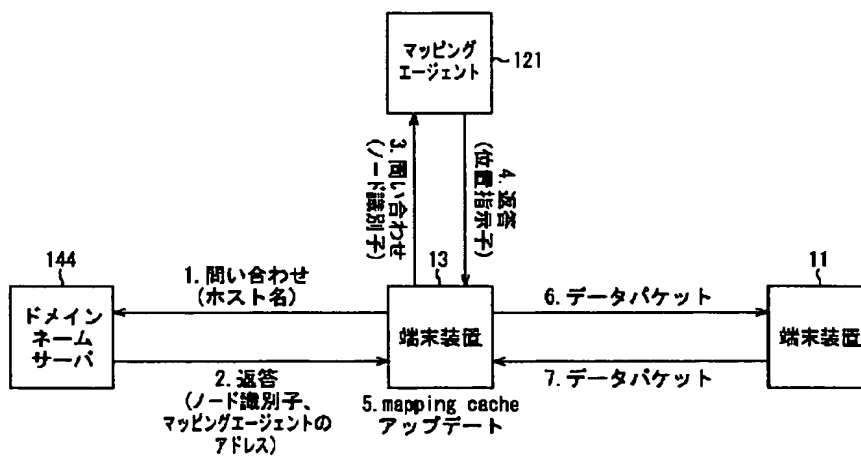 マッピング
エージェント
121
3. 問い合わせ
(ノード識別子)
4. 返答
(位置指示子)
144
ドメイン
ネーム
サーバ
1. 問い合わせ
(ホスト名)
13
端末装置
6. データパケット
11
端末装置
2. 返答
(ノード識別子、
マッピングエージェントの
アドレス)
5. mapping cache
アップデート
7. データパケット